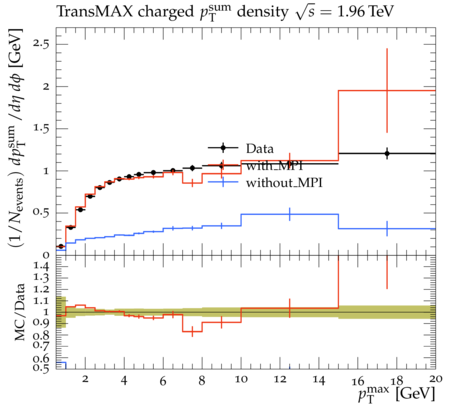 TransMAX charged p_T^sum density √s = 1.96 TeV
(1/N_events) dp_T^sum/dη dϕ [GeV]
2.5
2
1.5
1
0.5
0
Data
with_MPI
without_MPI
MC/Data
1.4
1.3
1.2
1.1
1
0.9
0.8
0.7
0.6
0.5
2 4 6 8 10 12 14 16 18 20
p_T^max [GeV]